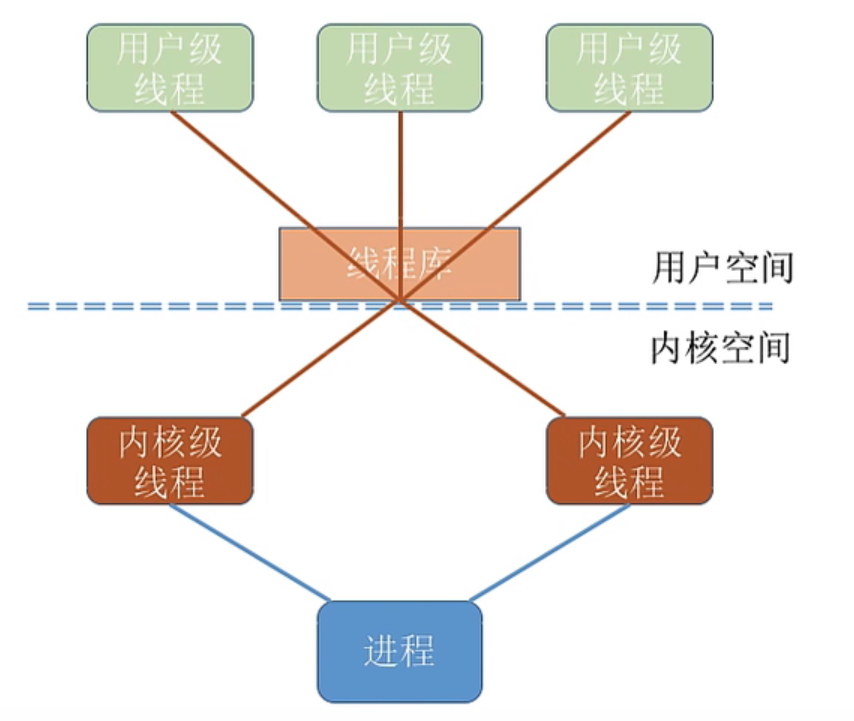 用户级
线程
用户级
线程
用户级
线程
线程库
用户空间
内核空间
内核级
线程
内核级
线程
进程